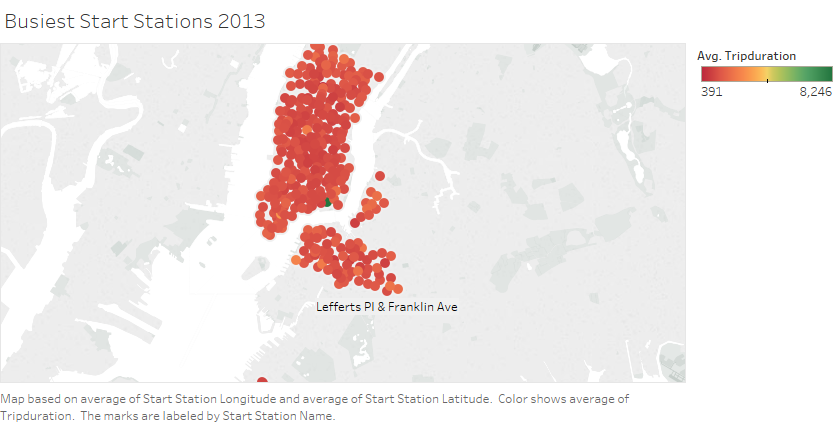 Busiest Start Stations 2013
Avg. Tripduration
391 8,246
Lefferts Pl & Franklin Ave
Map based on average of Start Station Longitude and average of Start Station Latitude. Color shows average of
Tripduration. The marks are labeled by Start Station Name.